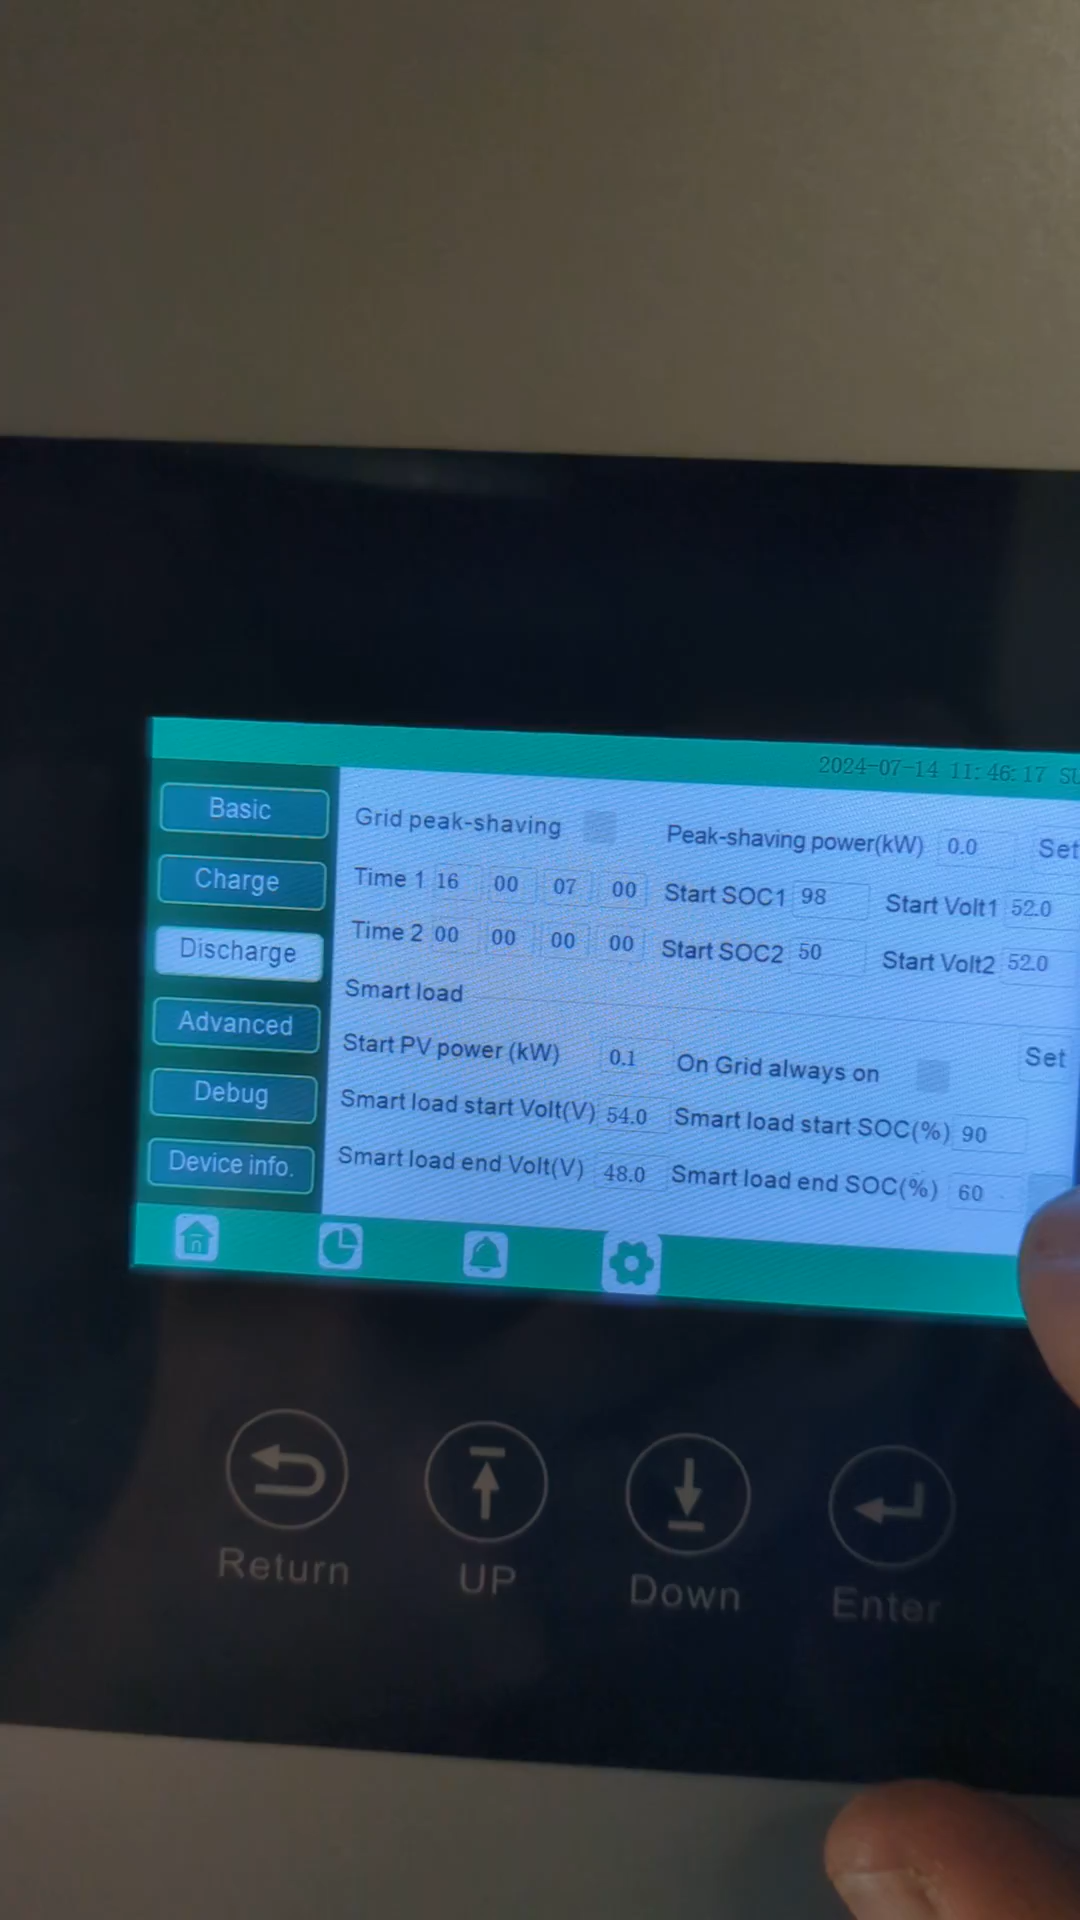 2024-07-14 11:46:17 SU
Basic
Charge
Discharge
Advanced
Debug
Device info.
Grid peak-shaving Peak-shaving power(kW) 0.0 Set
Time 1 16 00 07 00 Start SOC1 98 Start Volt1 52.0
Time 2 00 00 00 00 Start SOC2 50 Start Volt2 52.0
Smart load
Start PV power (kW) 0.1 On Grid always on Set
Smart load start Volt(V) 54.0 Smart load start SOC(%) 90
Smart load end Volt(V) 48.0 Smart load end SOC(%) 60
Return UP Down Enter